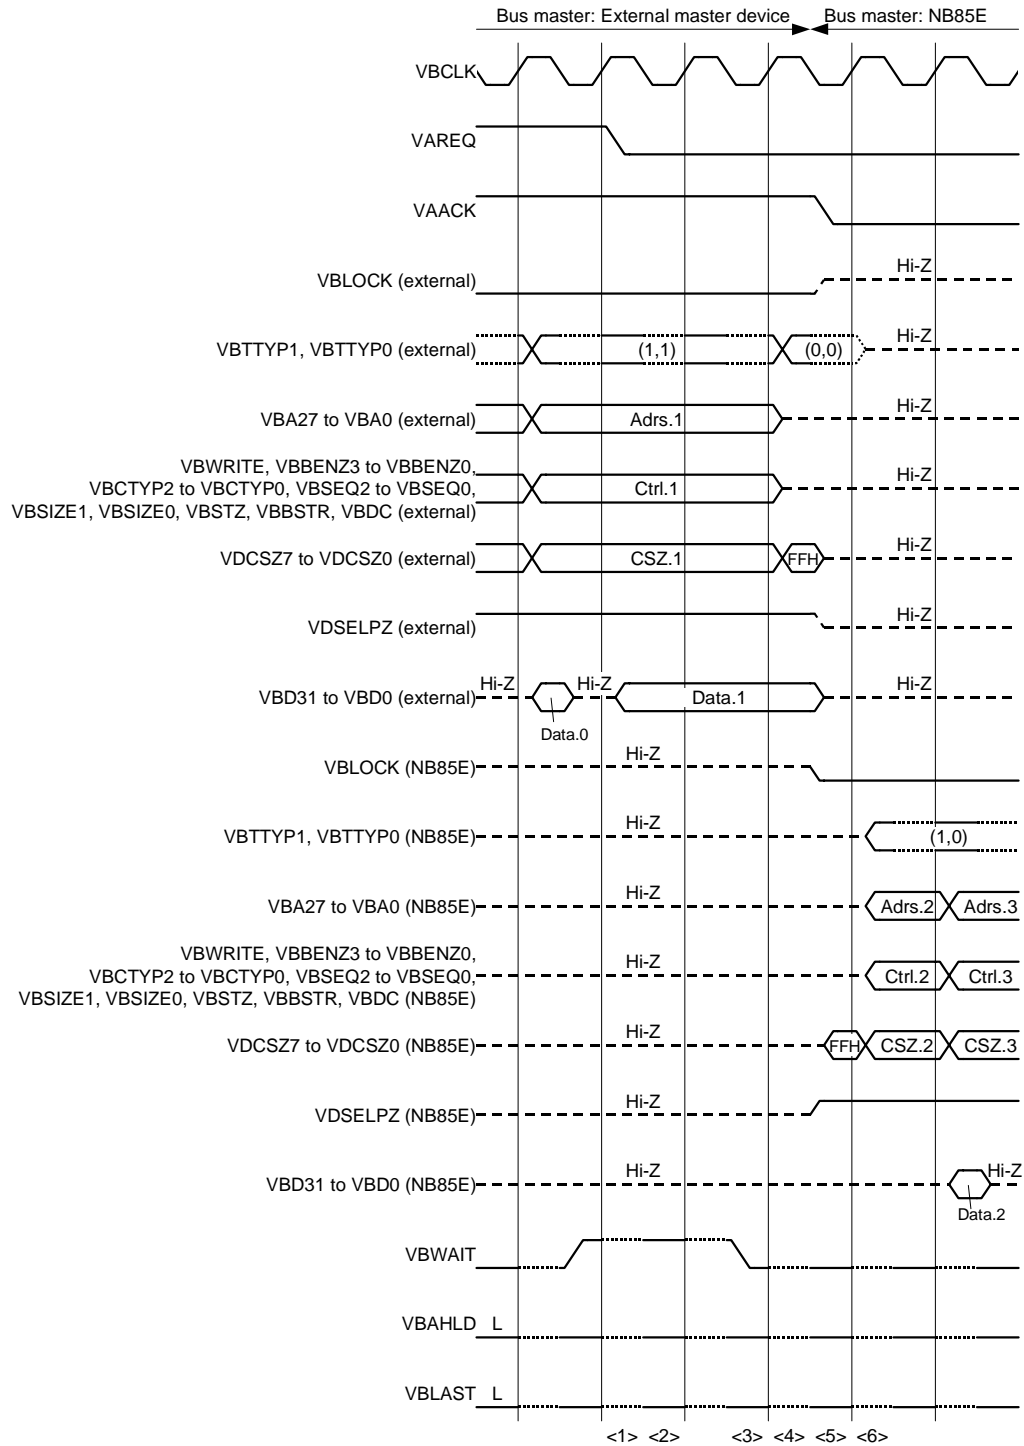 Bus master: External master device Bus master: NB85E
VBCLK
VAREQ
VAACK
Hi-Z
VBLOCK (external)
Hi-Z
VBTTYP1, VBTTYP0 (external) (1,1) (0,0)
Hi-Z
VBA27 to VBA0 (external) Adrs.1
VBWRITE, VBBENZ3 to VBBENZ0,
Hi-Z
VBCTYP2 to VBCTYP0, VBSEQ2 to VBSEQ0, Ctrl.1
VBSIZE1, VBSIZE0, VBSTZ, VBBSTR, VBDC (external)
Hi-Z
VDCSZ7 to VDCSZ0 (external) CSZ.1 FFH
Hi-Z
VDSELPZ (external)
Hi-Z Hi-Z Hi-Z
VBD31 to VBD0 (external) Data.1
Data.0
Hi-Z
VBLOCK (NB85E)
Hi-Z
VBTTYP1, VBTTYP0 (NB85E) (1,0)
Hi-Z
VBA27 to VBA0 (NB85E) Adrs.2 Adrs.3
VBWRITE, VBBENZ3 to VBBENZ0,
Hi-Z
VBCTYP2 to VBCTYP0, VBSEQ2 to VBSEQ0, Ctrl.2 Ctrl.3
VBSIZE1, VBSIZE0, VBSTZ, VBBSTR, VBDC (NB85E)
Hi-Z
VDCSZ7 to VDCSZ0 (NB85E) FFH CSZ.2 CSZ.3
Hi-Z
VDSELPZ (NB85E)
Hi-Z Hi-Z
VBD31 to VBD0 (NB85E)
Data.2
VBWAIT
VBAHLD L
VBLAST L
<1> <2> <3> <4> <5> <6>